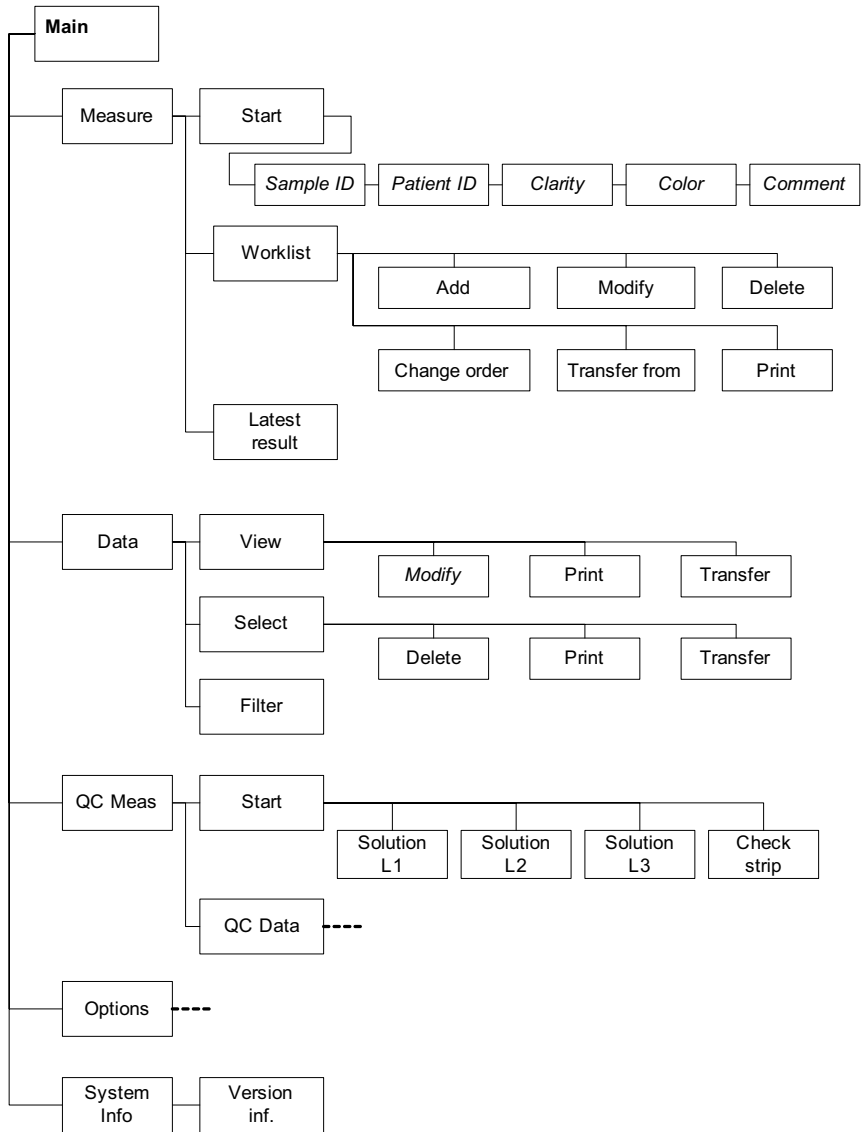 Main
Measure
Start
Sample ID
Patient ID
Clarity
Color
Comment
Worklist
Add
Modify
Delete
Change order
Transfer from
Print
Latest
result
Data
View
Modify
Print
Transfer
Select
Delete
Print
Transfer
Filter
QC Meas
Start
Solution
L1
Solution
L2
Solution
L3
Check
strip
QC Data
Options
System
Info
Version
inf.